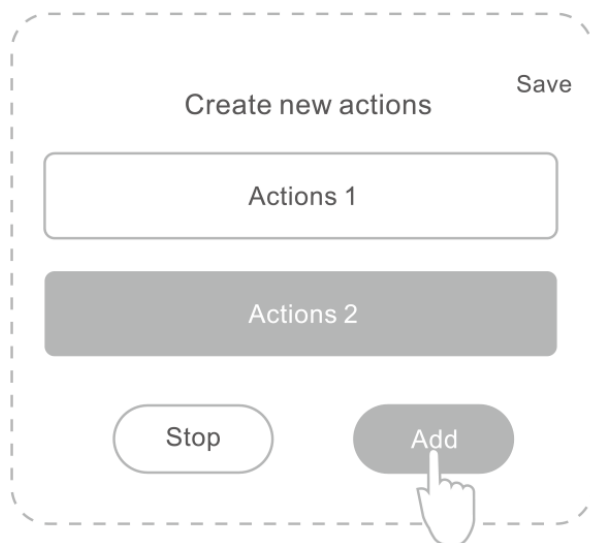 Save
Create new actions
Actions 1
Actions 2
Stop
Add